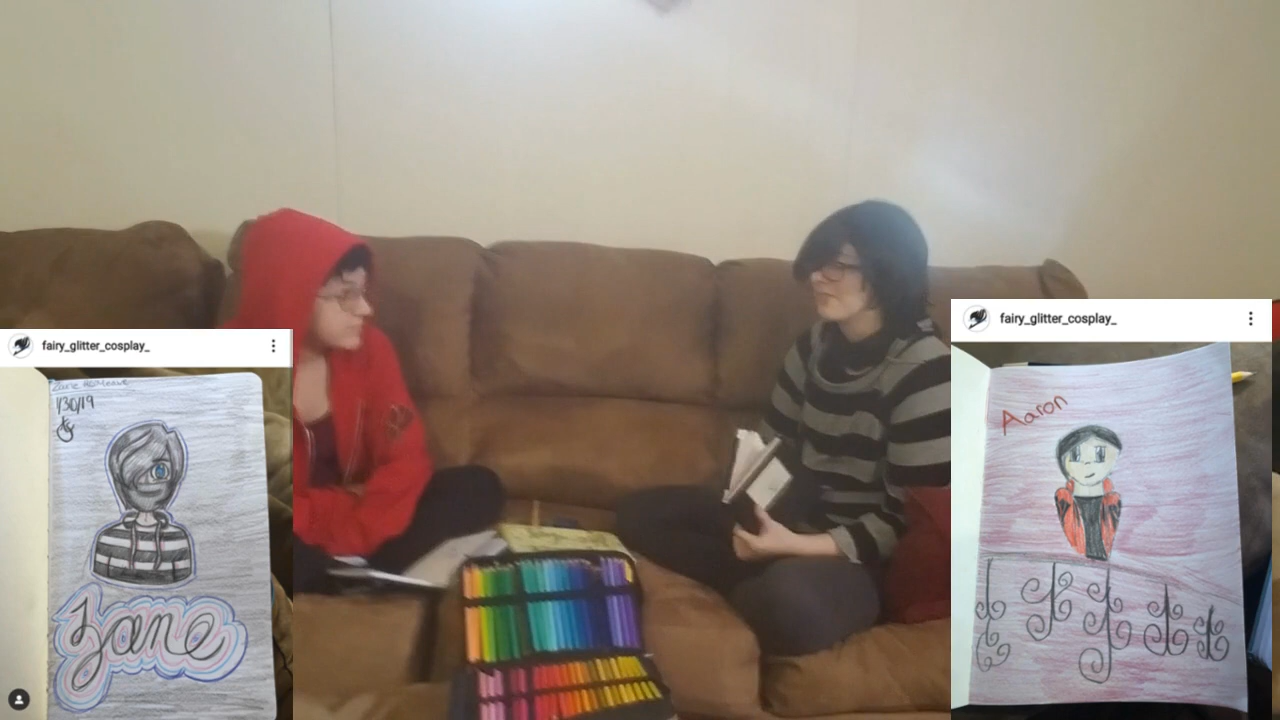 fairy_glitter_cosplay_
1/30/19
Zane
fairy_glitter_cosplay_
Aaron